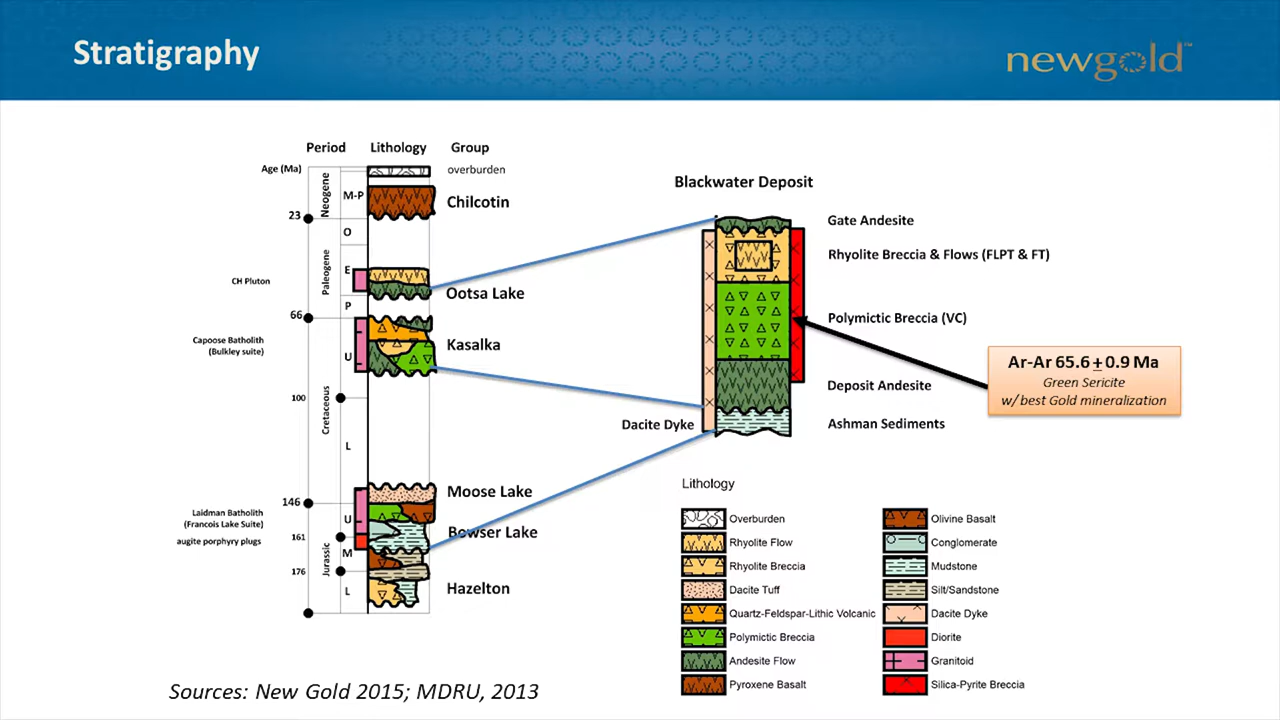 Stratigraphy
newgold™
Period Lithology Group
Age (Ma)
overburden
Neogene
M-P
Chilcotin
23
O
Paleogene
E
CH Pluton
Ootsa Lake
P
66
Capoose Batholith
(Bulkley suite)
U
Kasalka
100
Cretaceous
L
Moose Lake
146
Laidman Batholith
(Francois Lake Suite)
U
Bowser Lake
161
augite porphyry plugs
M
Jurassic
176
L
Hazelton
Blackwater Deposit
Gate Andesite
Rhyolite Breccia & Flows (FLPT & FT)
Polymictic Breccia (VC)
Deposit Andesite
Dacite Dyke
Ashman Sediments
Ar-Ar 65.6 ± 0.9 Ma
Green Sericite
w/ best Gold mineralization
Lithology
Overburden
Rhyolite Flow
Rhyolite Breccia
Dacite Tuff
Quartz-Feldspar-Lithic Volcanic
Polymictic Breccia
Andesite Flow
Pyroxene Basalt
Olivine Basalt
Conglomerate
Mudstone
Silt/Sandstone
Dacite Dyke
Diorite
Granitoid
Silica-Pyrite Breccia
Sources: New Gold 2015; MDRU, 2013